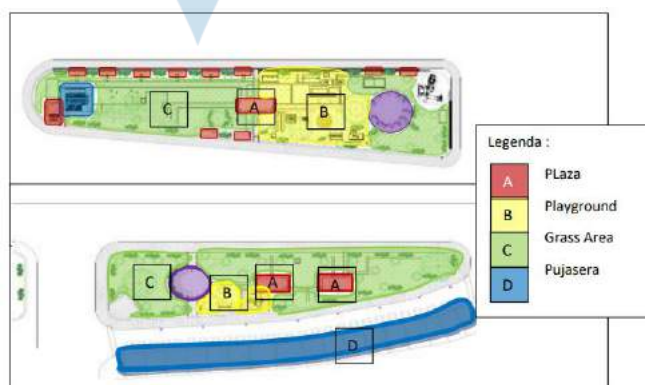 C
A
B
Legenda :
A PLaza
B Playground
C Grass Area
D Pujasera
C
B
A
A
D